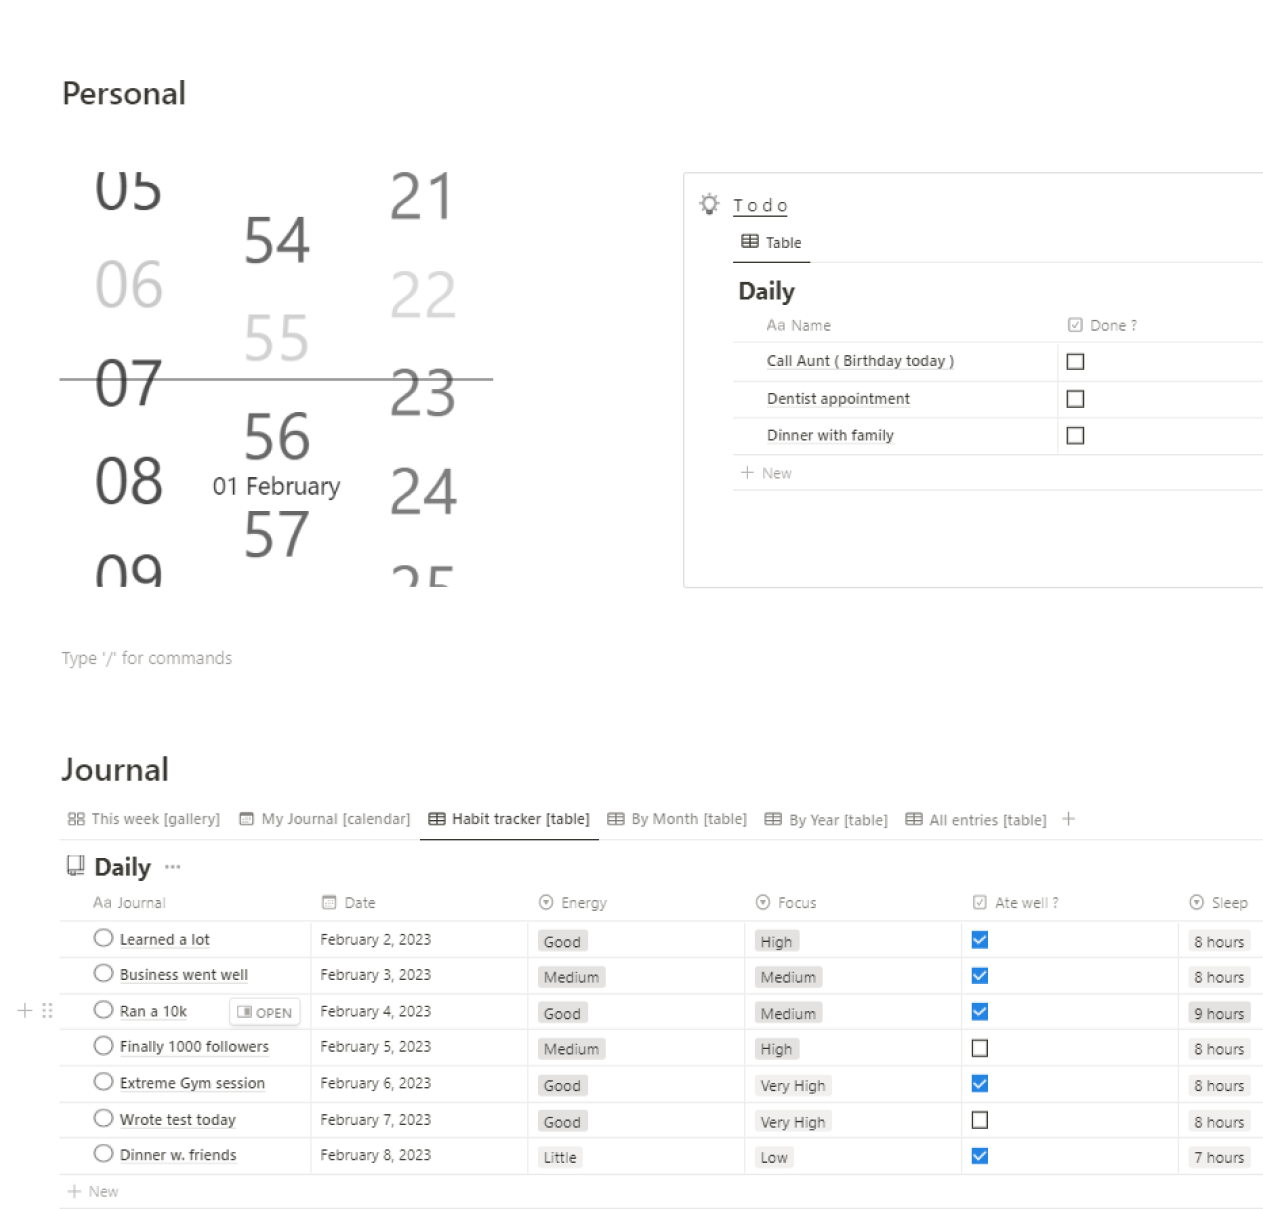 Personal
05 54 21
06 55 22
07 56 23
08 01 February 24
09 57 25
Todo
Table
Daily
Aa Name Done ?
Call Aunt ( Birthday today )
Dentist appointment
Dinner with family
+ New
Type '/' for commands
Journal
This week [gallery] My Journal [calendar] Habit tracker [table] By Month [table] By Year [table] All entries [table] +
Daily ...
Aa Journal Date Energy Focus Ate well ? Sleep
Learned a lot February 2, 2023 Good High 8 hours
Business went well February 3, 2023 Medium Medium 8 hours
Ran a 10k OPEN February 4, 2023 Good Medium 9 hours
Finally 1000 followers February 5, 2023 Medium High 8 hours
Extreme Gym session February 6, 2023 Good Very High 8 hours
Wrote test today February 7, 2023 Good Very High 8 hours
Dinner w. friends February 8, 2023 Little Low 7 hours
+ New